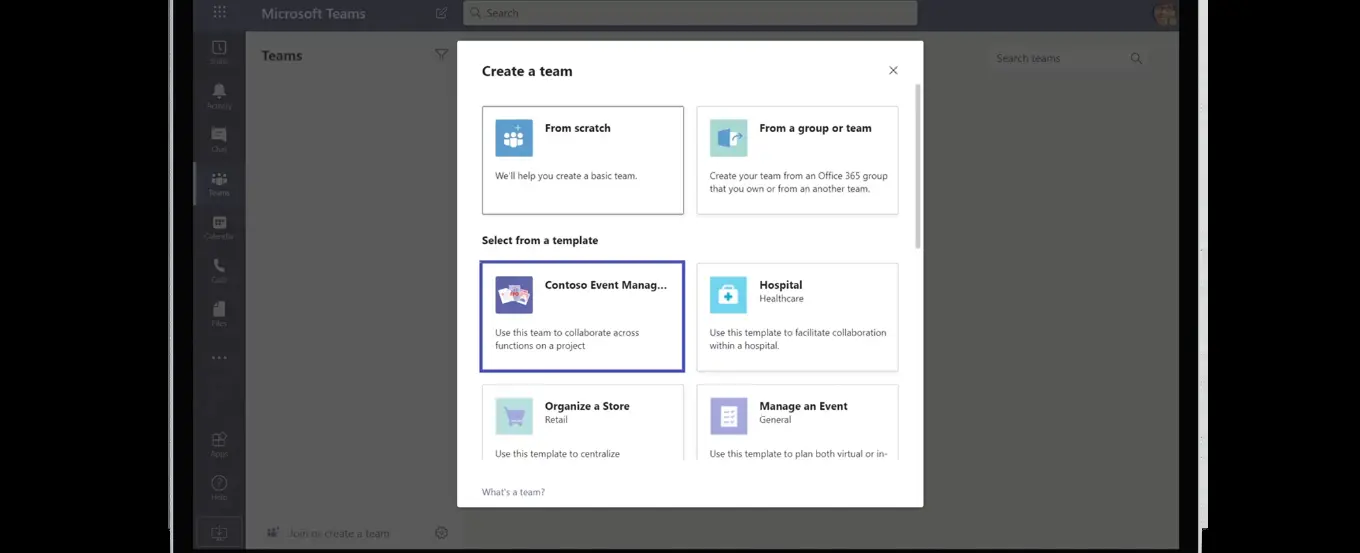 Microsoft Teams
Search
Activity
Chat
Teams
Calendar
Calls
Files
Apps
Help
Teams
Search teams
Create a team
From scratch
We'll help you create a basic team.
From a group or team
Create your team from an Office 365 group
that you own or from another team.
Select from a template
Contoso Event Manag...
Use this team to collaborate across
functions on a project
Hospital
Healthcare
Use this template to facilitate collaboration
within a hospital.
Organize a Store
Retail
Use this template to centralize
Manage an Event
General
Use this template to plan both virtual or in-
What's a team?
Join or create a team